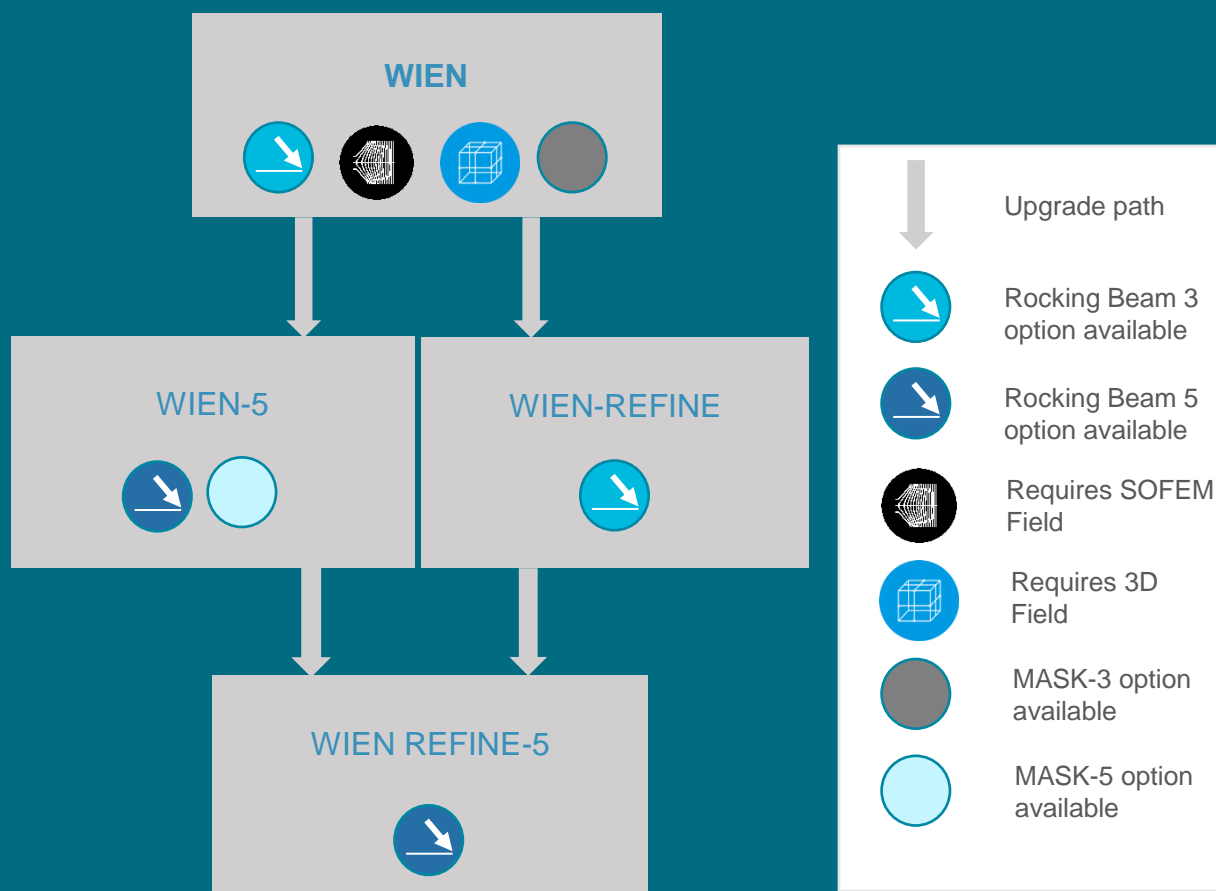 WIEN
WIEN-5
WIEN-REFINE
WIEN REFINE-5
Upgrade path
Rocking Beam 3
option available
Rocking Beam 5
option available
Requires SOFEM
Field
Requires 3D
Field
MASK-3 option
available
MASK-5 option
available